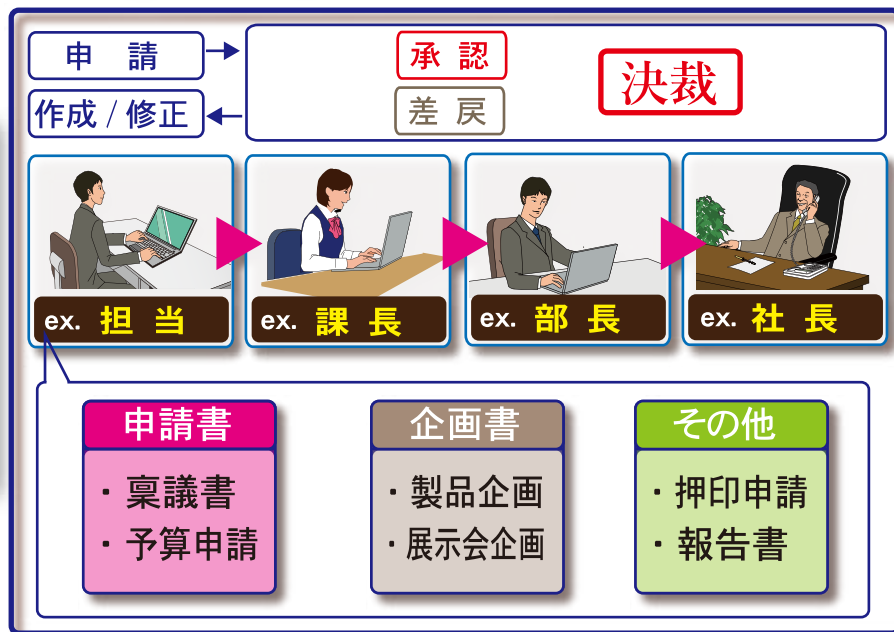 申請
承認
決裁
作成 / 修正
差戻
ex. 担当
ex. 課長
ex. 部長
ex. 社長
申請書
・稟議書
・予算申請
企画書
・製品企画
・展示会企画
その他
・押印申請
・報告書